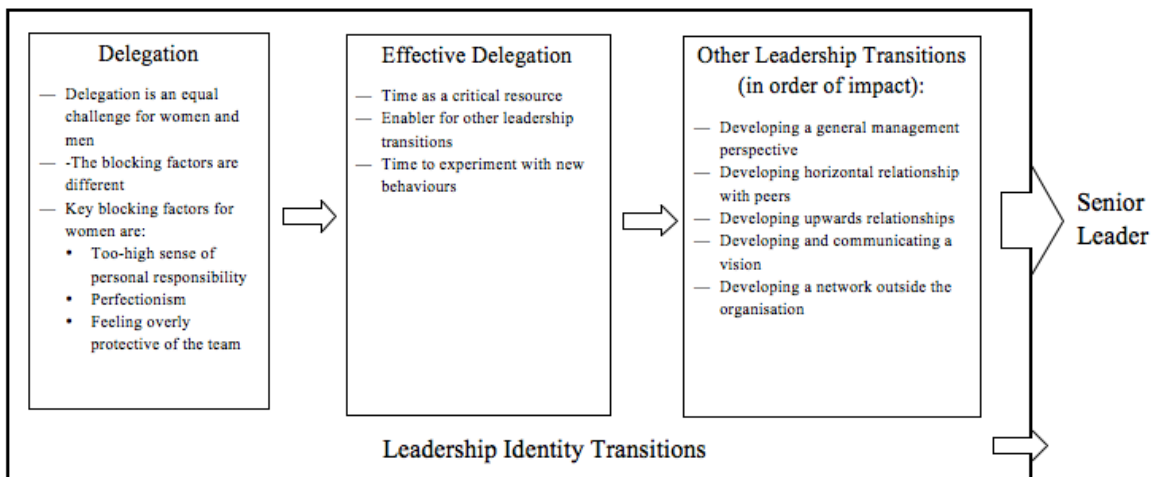 Delegation
— Delegation is an equal
challenge for women and
men
— -The blocking factors are
different
— Key blocking factors for
women are:
• Too-high sense of
personal responsibility
• Perfectionism
• Feeling overly
protective of the team
Effective Delegation
— Time as a critical resource
— Enabler for other leadership
transitions
— Time to experiment with new
behaviours
Other Leadership Transitions
(in order of impact):
— Developing a general management
perspective
— Developing horizontal relationship
with peers
— Developing upwards relationships
— Developing and communicating a
vision
— Developing a network outside the
organisation
Senior
Leader
Leadership Identity Transitions